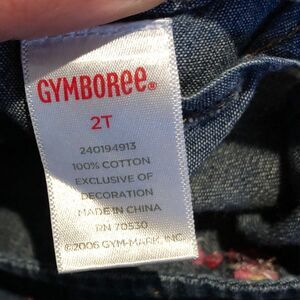 GYMBOREE®
2T
240194913
100% COTTON
EXCLUSIVE OF
DECORATION
MADE IN CHINA
RN 70530
©2006 GYM-MARK, INC.